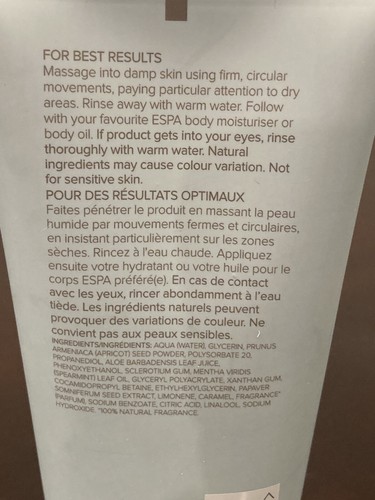 FOR BEST RESULTS
Massage into damp skin using firm, circular
movements, paying particular attention to dry
areas. Rinse away with warm water. Follow
with your favourite ESPA body moisturiser or
body oil. If product gets into your eyes, rinse
thoroughly with warm water. Natural
ingredients may cause colour variation. Not
for sensitive skin.
POUR DES RÉSULTATS OPTIMAUX
Faites pénétrer le produit en massant la peau
humide par mouvements fermes et circulaires,
en insistant particulièrement sur les zones
sèches. Rincez à l'eau chaude. Appliquez
ensuite votre hydratant ou votre huile pour le
corps ESPA préféré(e). En cas de contact
avec les yeux, rincer abondamment à l'eau
tiède. Les ingrédients naturels peuvent
provoquer des variations de couleur. Ne
convient pas aux peaux sensibles.
INGREDIENTS/INGRÉDIENTS: AQUA (WATER), GLYCERIN, PRUNUS
ARMENIACA (APRICOT) SEED POWDER, POLYSORBATE 20,
PROPANEDIOL, ALOE BARBADENSIS LEAF JUICE,
PHENOXYETHANOL, SCLEROTIUM GUM, MENTHA VIRIDIS
(SPEARMINT) LEAF OIL, GLYCERYL POLYACRYLATE, XANTHAN GUM,
COCAMIDOPROPYL BETAINE, ETHYLHEXYLGLYCERIN, PAPAVER
SOMNIFERUM SEED EXTRACT, LIMONENE, CARAMEL, FRAGRANCE*
(PARFUM), SODIUM BENZOATE, CITRIC ACID, LINALOOL, SODIUM
HYDROXIDE. *100% NATURAL FRAGRANCE.